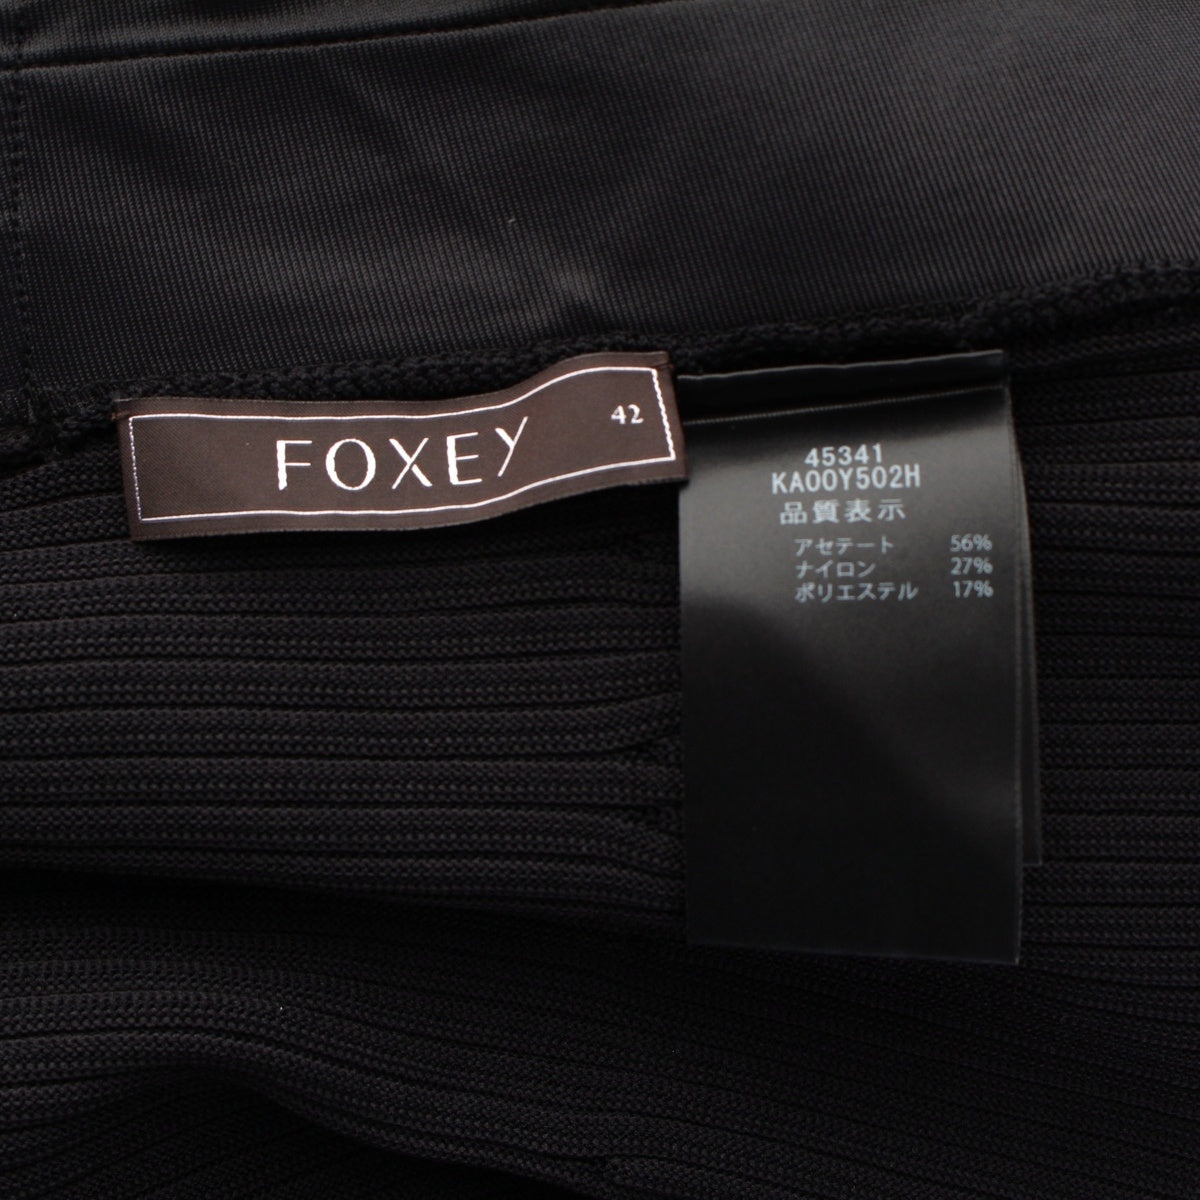 FOXEY
42
45341
KA00Y502H
品質表示
アセテート 56%
ナイロン 27%
ポリエステル 17%